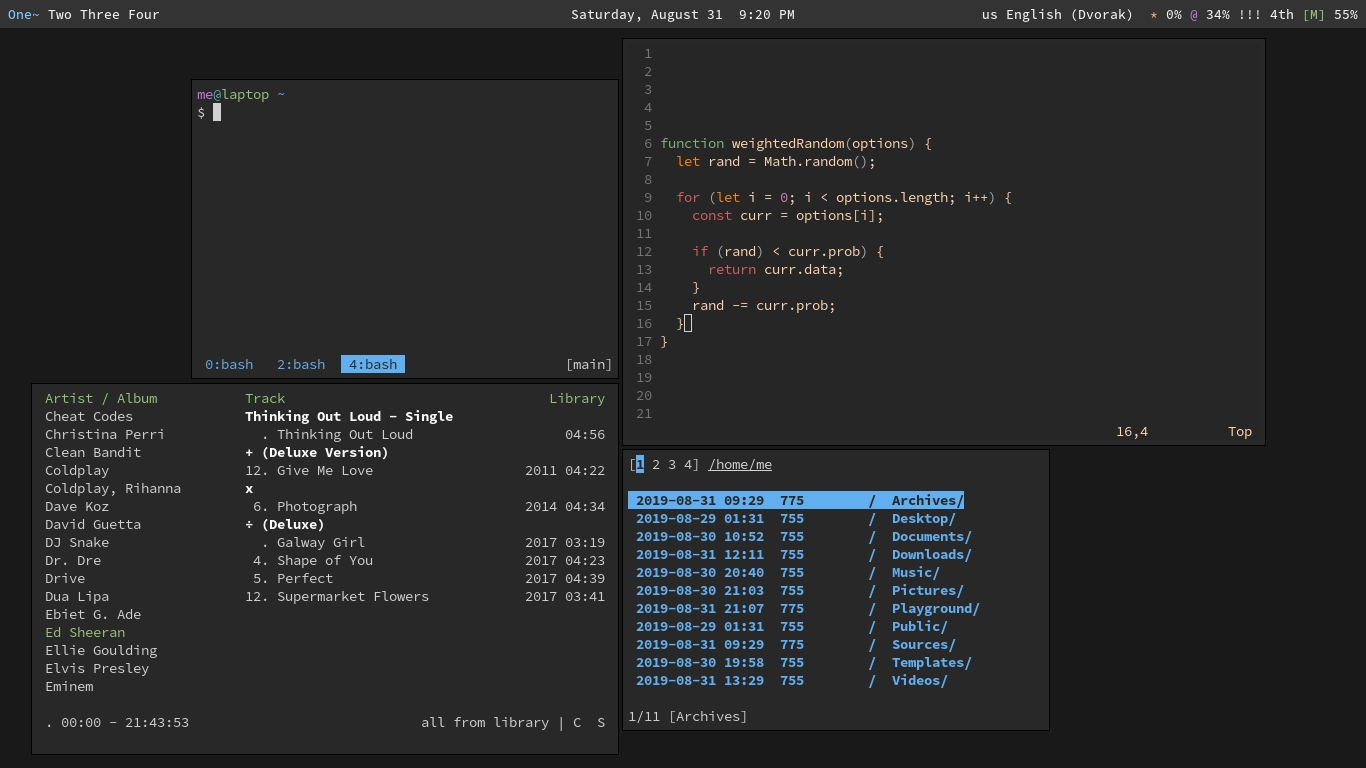 One~ Two Three Four Saturday, August 31 9:20 PM us English (Dvorak) * 0% @ 34% !!! 4th [M] 55%
me@laptop ~
$
0:bash 2:bash 4:bash [main]
1
2
3
4
5
6 function weightedRandom(options) {
7 let rand = Math.random();
8
9 for (let i = 0; i < options.length; i++) {
10 const curr = options[i];
11
12 if (rand) < curr.prob) {
13 return curr.data;
14 }
15 rand -= curr.prob;
16 }
17 }
18
19
20
21
16,4 Top
Artist / Album Track Library
Cheat Codes Thinking Out Loud - Single
Christina Perri . Thinking Out Loud 04:56
Clean Bandit + (Deluxe Version)
Coldplay 12. Give Me Love 2011 04:22
Coldplay, Rihanna x
Dave Koz 6. Photograph 2014 04:34
David Guetta ÷ (Deluxe)
DJ Snake . Galway Girl 2017 03:19
Dr. Dre 4. Shape of You 2017 04:23
Drive 5. Perfect 2017 04:39
Dua Lipa 12. Supermarket Flowers 2017 03:41
Ebiet G. Ade
Ed Sheeran
Ellie Goulding
Elvis Presley
Eminem
. 00:00 - 21:43:53 all from library | C S
[1 2 3 4] /home/me
2019-08-31 09:29 775 / Archives/
2019-08-29 01:31 755 / Desktop/
2019-08-30 10:52 755 / Documents/
2019-08-31 12:11 755 / Downloads/
2019-08-30 20:40 755 / Music/
2019-08-30 21:03 755 / Pictures/
2019-08-31 21:07 775 / Playground/
2019-08-29 01:31 755 / Public/
2019-08-31 09:29 775 / Sources/
2019-08-30 19:58 755 / Templates/
2019-08-31 13:29 755 / Videos/
1/11 [Archives]